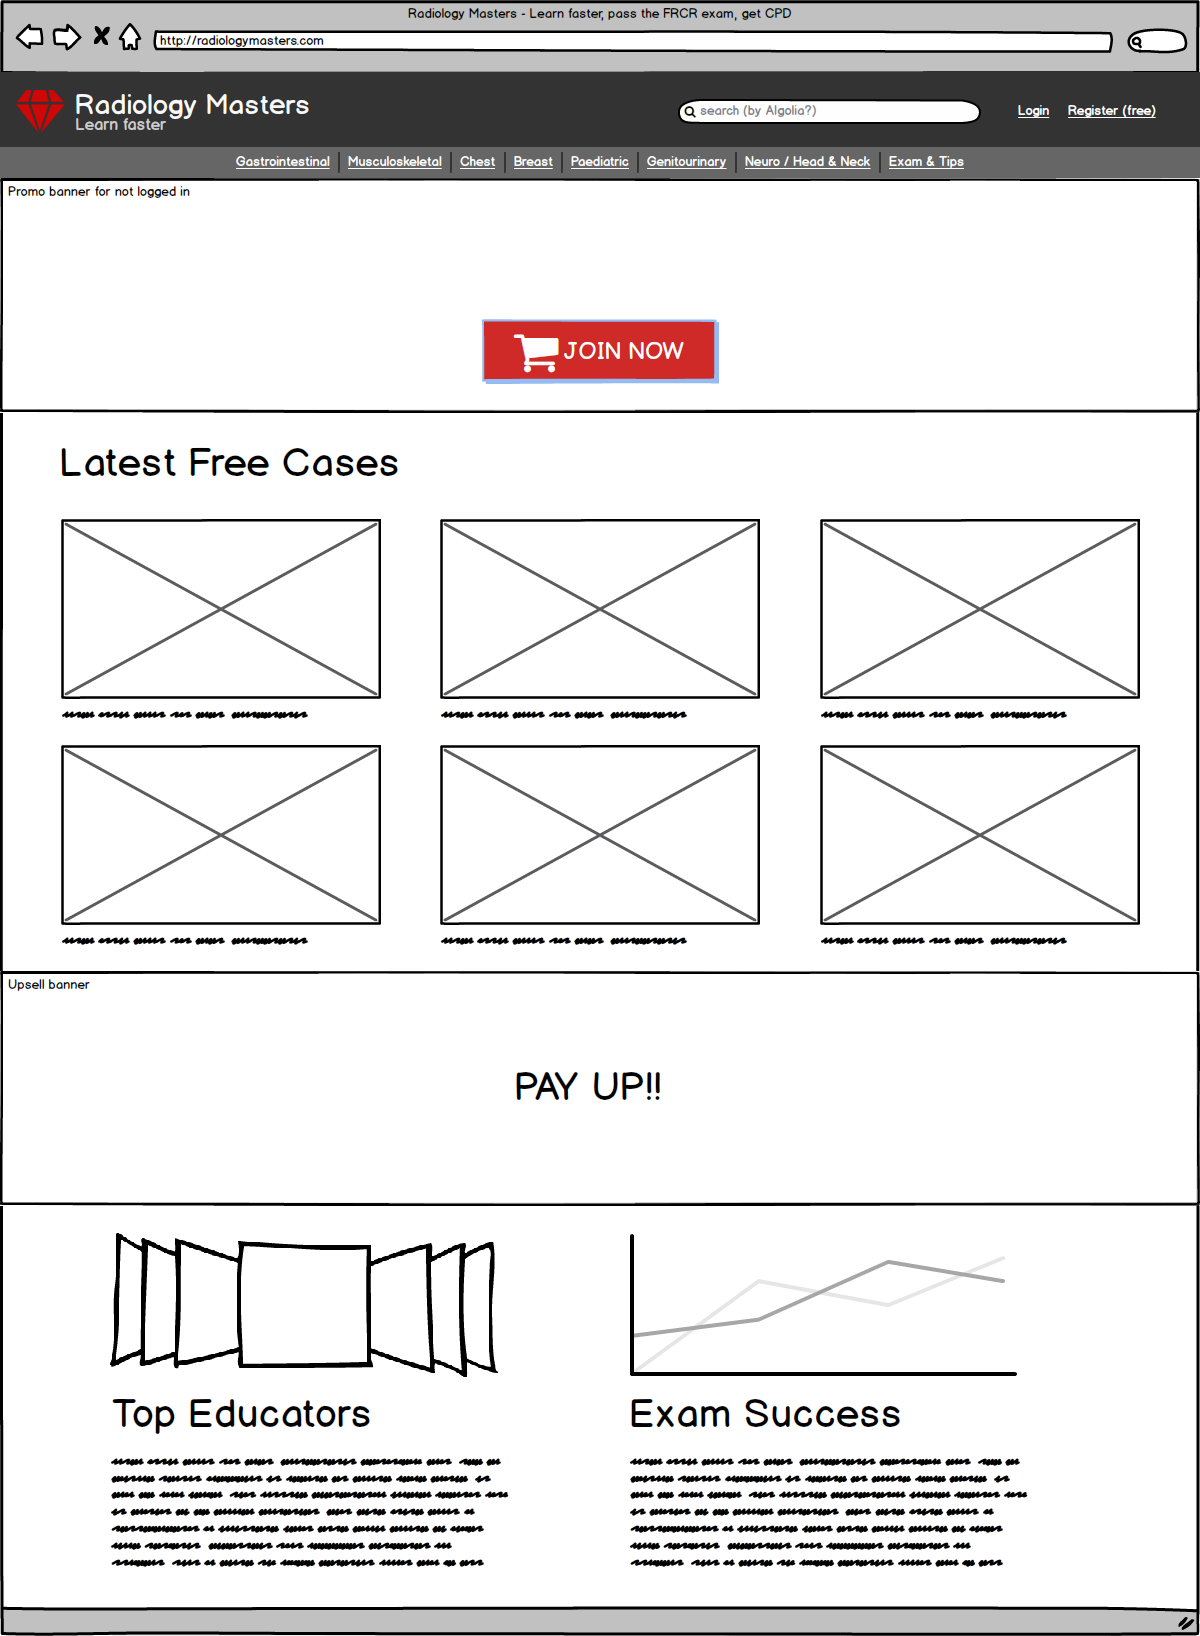 Radiology Masters - Learn faster, pass the FRCR exam, get CPD
http://radiologymasters.com
Radiology Masters
Learn faster
search (by Algolia?)
Login Register (free)
Gastrointestinal Musculoskeletal Chest Breast Paediatric Genitourinary Neuro / Head & Neck Exam & Tips
Promo banner for not logged in
JOIN NOW
Latest Free Cases
Upsell banner
PAY UP!!
Top Educators
Exam Success